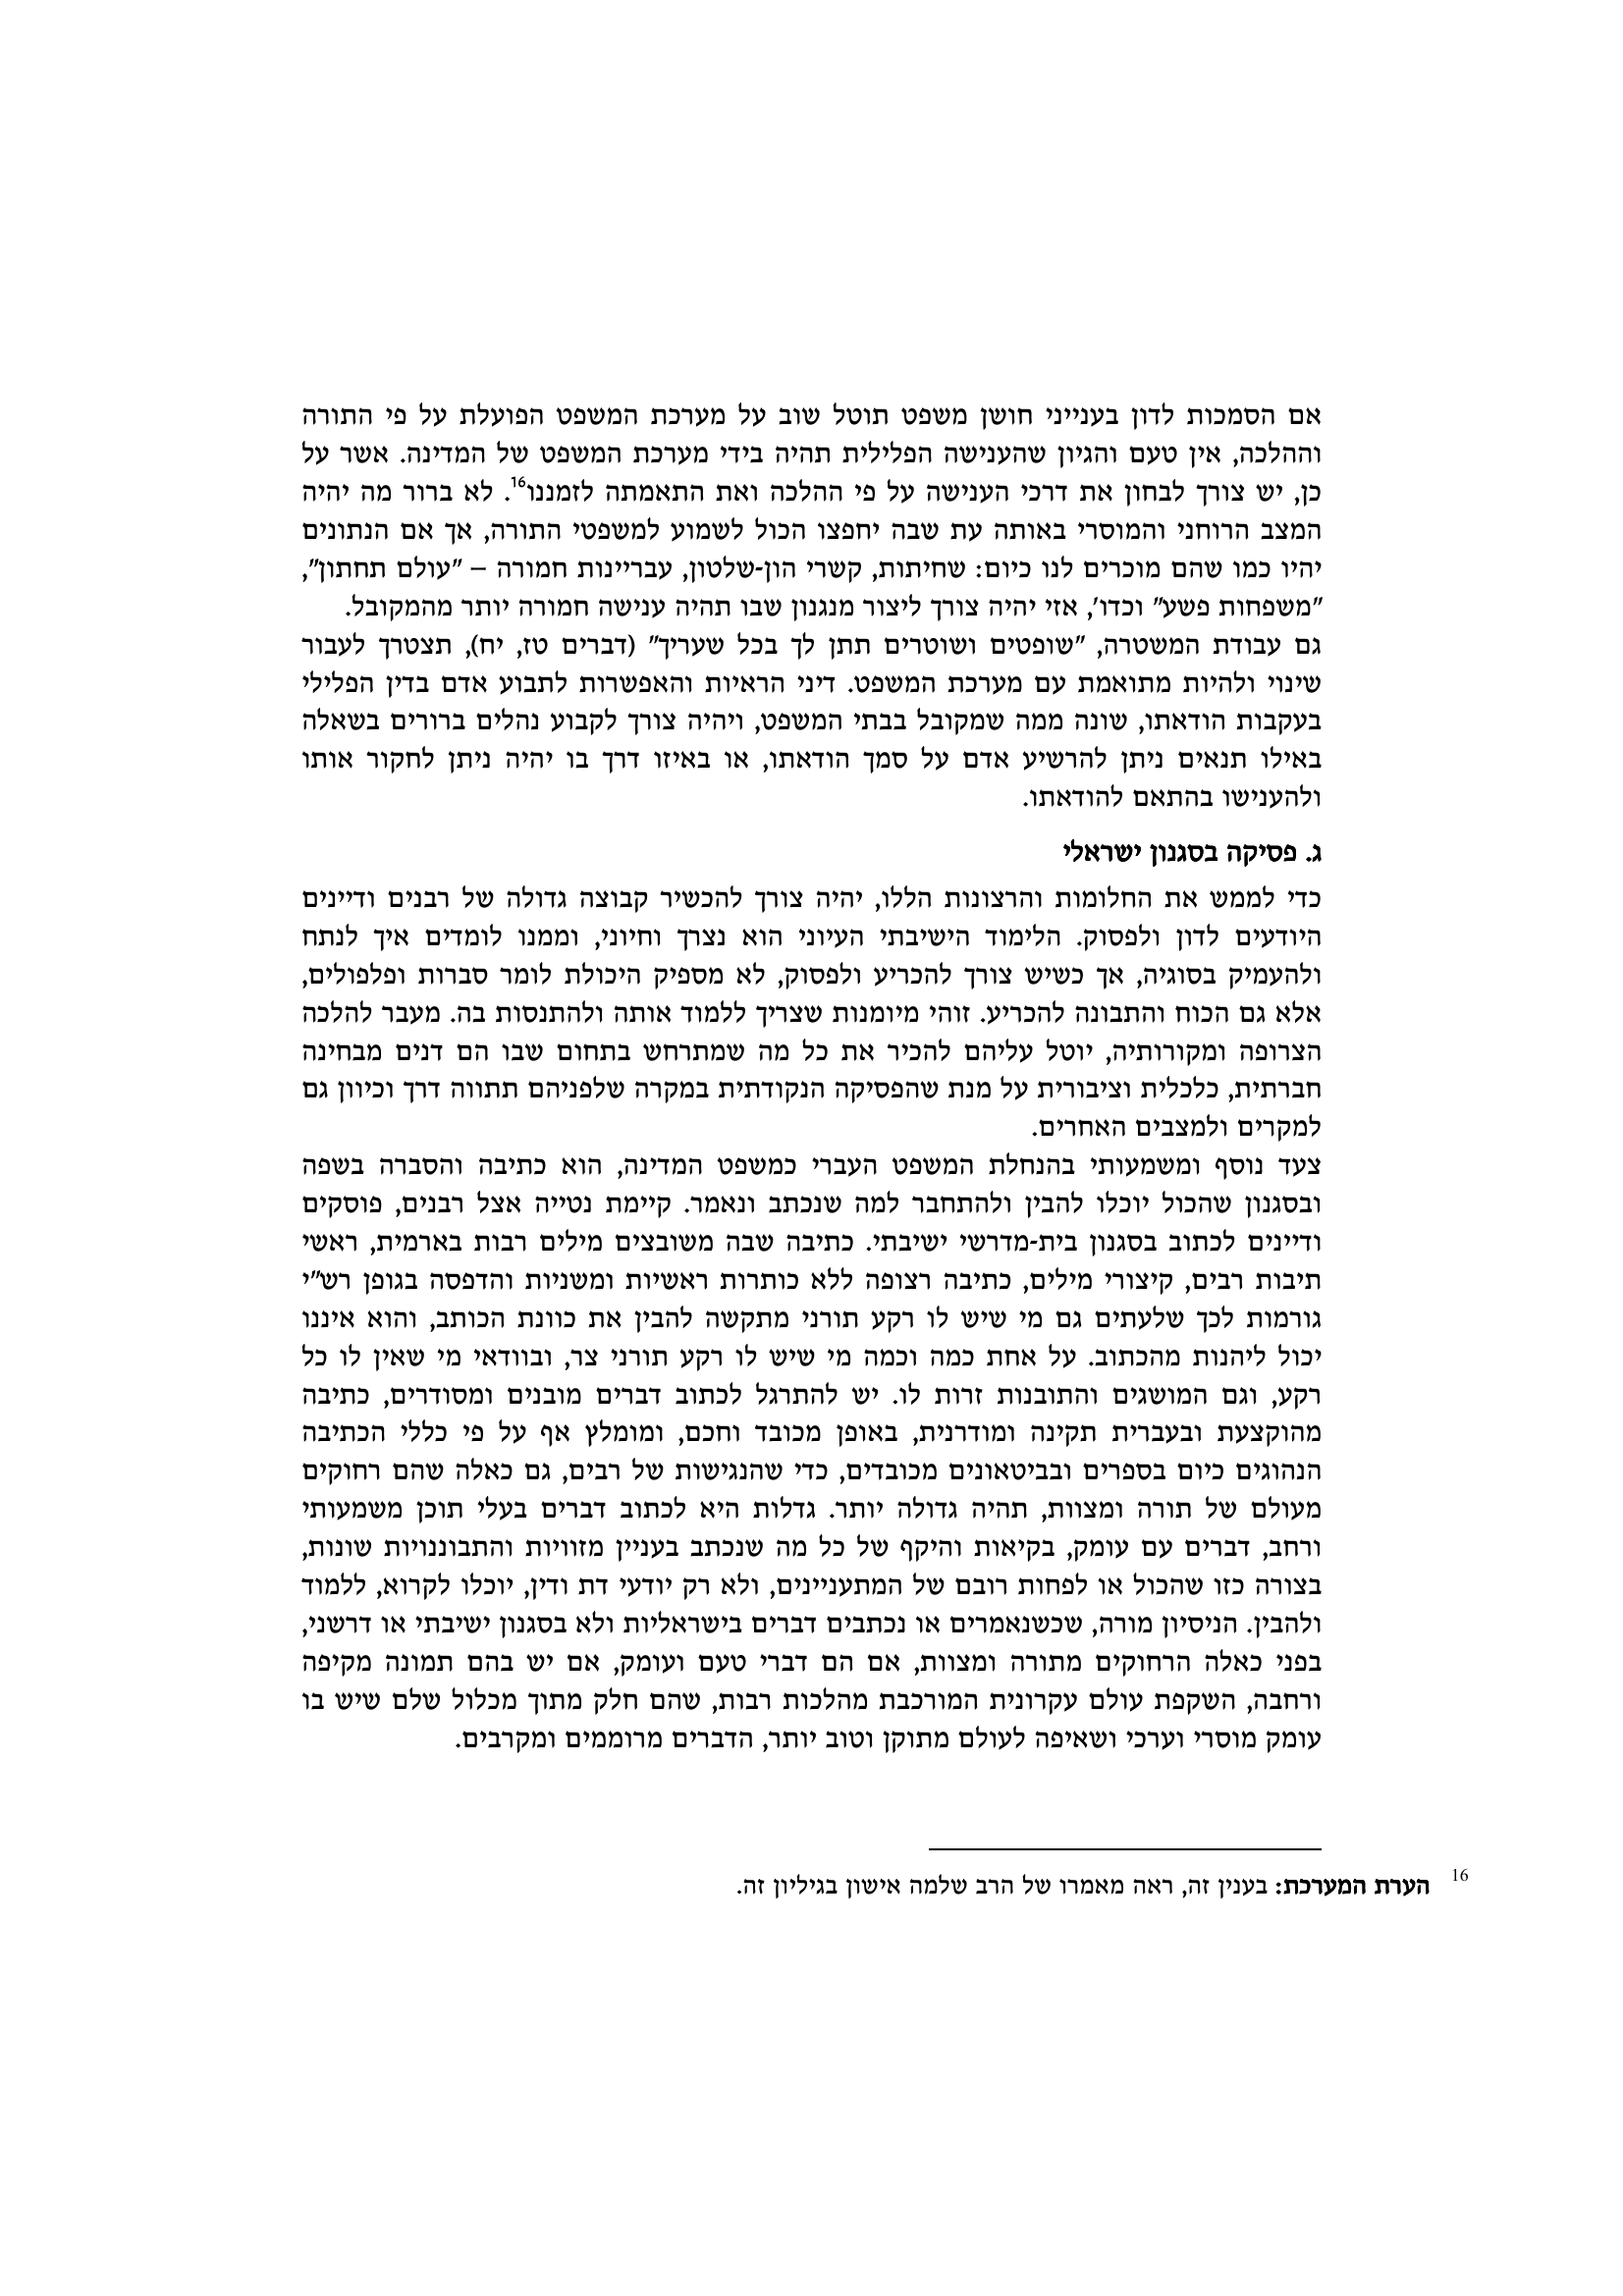 אם הסמכות לדון בענייני חושן משפט תוטל שוב על מערכת המשפט הפועלת על פי התורה
וההלכה, אין טעם והגיון שהענישה הפלילית תהיה בידי מערכת המשפט של המדינה. אשר על
כן, יש צורך לבחון את דרכי הענישה על פי ההלכה ואת התאמתה לזמננו16. לא ברור מה יהיה
המצב הרוחני והמוסרי באותה עת שבה יחפצו הכול לשמוע למשפטי התורה, אך אם הנתונים
יהיו כמו שהם מוכרים לנו כיום: שחיתות, קשרי הון-שלטון, עבריינות חמורה – "עולם תחתון",
"משפחות פשע" וכדו', אזי יהיה צורך ליצור מנגנון שבו תהיה ענישה חמורה יותר מהמקובל.
גם עבודת המשטרה, "שופטים ושוטרים תתן לך בכל שעריך" (דברים טז, יח), תצטרך לעבור
שינוי ולהיות מתואמת עם מערכת המשפט. דיני הראיות והאפשרות לתבוע אדם בדין הפלילי
בעקבות הודאתו, שונה ממה שמקובל בבתי המשפט, ויהיה צורך לקבוע נהלים ברורים בשאלה
באילו תנאים ניתן להרשיע אדם על סמך הודאתו, או באיזו דרך בו יהיה ניתן לחקור אותו
ולהענישו בהתאם להודאתו.
ג. פסיקה בסגנון ישראלי
כדי לממש את החלומות והרצונות הללו, יהיה צורך להכשיר קבוצה גדולה של רבנים ודיינים
היודעים לדון ולפסוק. הלימוד הישיבתי העיוני הוא נצרך וחיוני, וממנו לומדים איך לנתח
ולהעמיק בסוגיה, אך כשיש צורך להכריע ולפסוק, לא מספיק היכולת לומר סברות ופלפולים,
אלא גם הכוח והתבונה להכריע. זוהי מיומנות שצריך ללמוד אותה ולהתנסות בה. מעבר להלכה
הצרופה ומקורותיה, יוטל עליהם להכיר את כל מה שמתרחש בתחום שבו הם דנים מבחינה
חברתית, כלכלית וציבורית על מנת שהפסיקה הנקודתית במקרה שלפניהם תתווה דרך וכיוון גם
למקרים ולמצבים האחרים.
צעד נוסף ומשמעותי בהנחלת המשפט העברי כמשפט המדינה, הוא כתיבה והסברה בשפה
ובסגנון שהכול יוכלו להבין ולהתחבר למה שנכתב ונאמר. קיימת נטייה אצל רבנים, פוסקים
ודיינים לכתוב בסגנון בית-מדרשי ישיבתי. כתיבה שבה משובצים מילים רבות בארמית, ראשי
תיבות רבים, קיצורי מילים, כתיבה רצופה ללא כותרות ראשיות ומשניות והדפסה בגופן רש"י
גורמות לכך שלעתים גם מי שיש לו רקע תורני מתקשה להבין את כוונת הכותב, והוא איננו
יכול ליהנות מהכתוב. על אחת כמה וכמה מי שיש לו רקע תורני צר, ובוודאי מי שאין לו כל
רקע, וגם המושגים והתובנות זרות לו. יש להתרגל לכתוב דברים מובנים ומסודרים, כתיבה
מהוקצעת ובעברית תקינה ומודרנית, באופן מכובד וחכם, ומומלץ אף על פי כללי הכתיבה
הנהוגים כיום בספרים ובביטאונים מכובדים, כדי שהנגישות של רבים, גם כאלה שהם רחוקים
מעולם של תורה ומצוות, תהיה גדולה יותר. גדלות היא לכתוב דברים בעלי תוכן משמעותי
ורחב, דברים עם עומק, בקיאות והיקף של כל מה שנכתב בעניין מזוויות והתבוננויות שונות,
בצורה כזו שהכול או לפחות רובם של המתעניינים, ולא רק יודעי דת ודין, יוכלו לקרוא, ללמוד
ולהבין. הניסיון מורה, שכשנאמרים או נכתבים דברים בישראליות ולא בסגנון ישיבתי או דרשני,
בפני כאלה הרחוקים מתורה ומצוות, אם הם דברי טעם ועומק, אם יש בהם תמונה מקיפה
ורחבה, השקפת עולם עקרונית המורכבת מהלכות רבות, שהם חלק מתוך מכלול שלם שיש בו
עומק מוסרי וערכי ושאיפה לעולם מתוקן וטוב יותר, הדברים מרוממים ומקרבים.
16 הערת המערכת: בענין זה, ראה מאמרו של הרב שלמה אישון בגיליון זה.